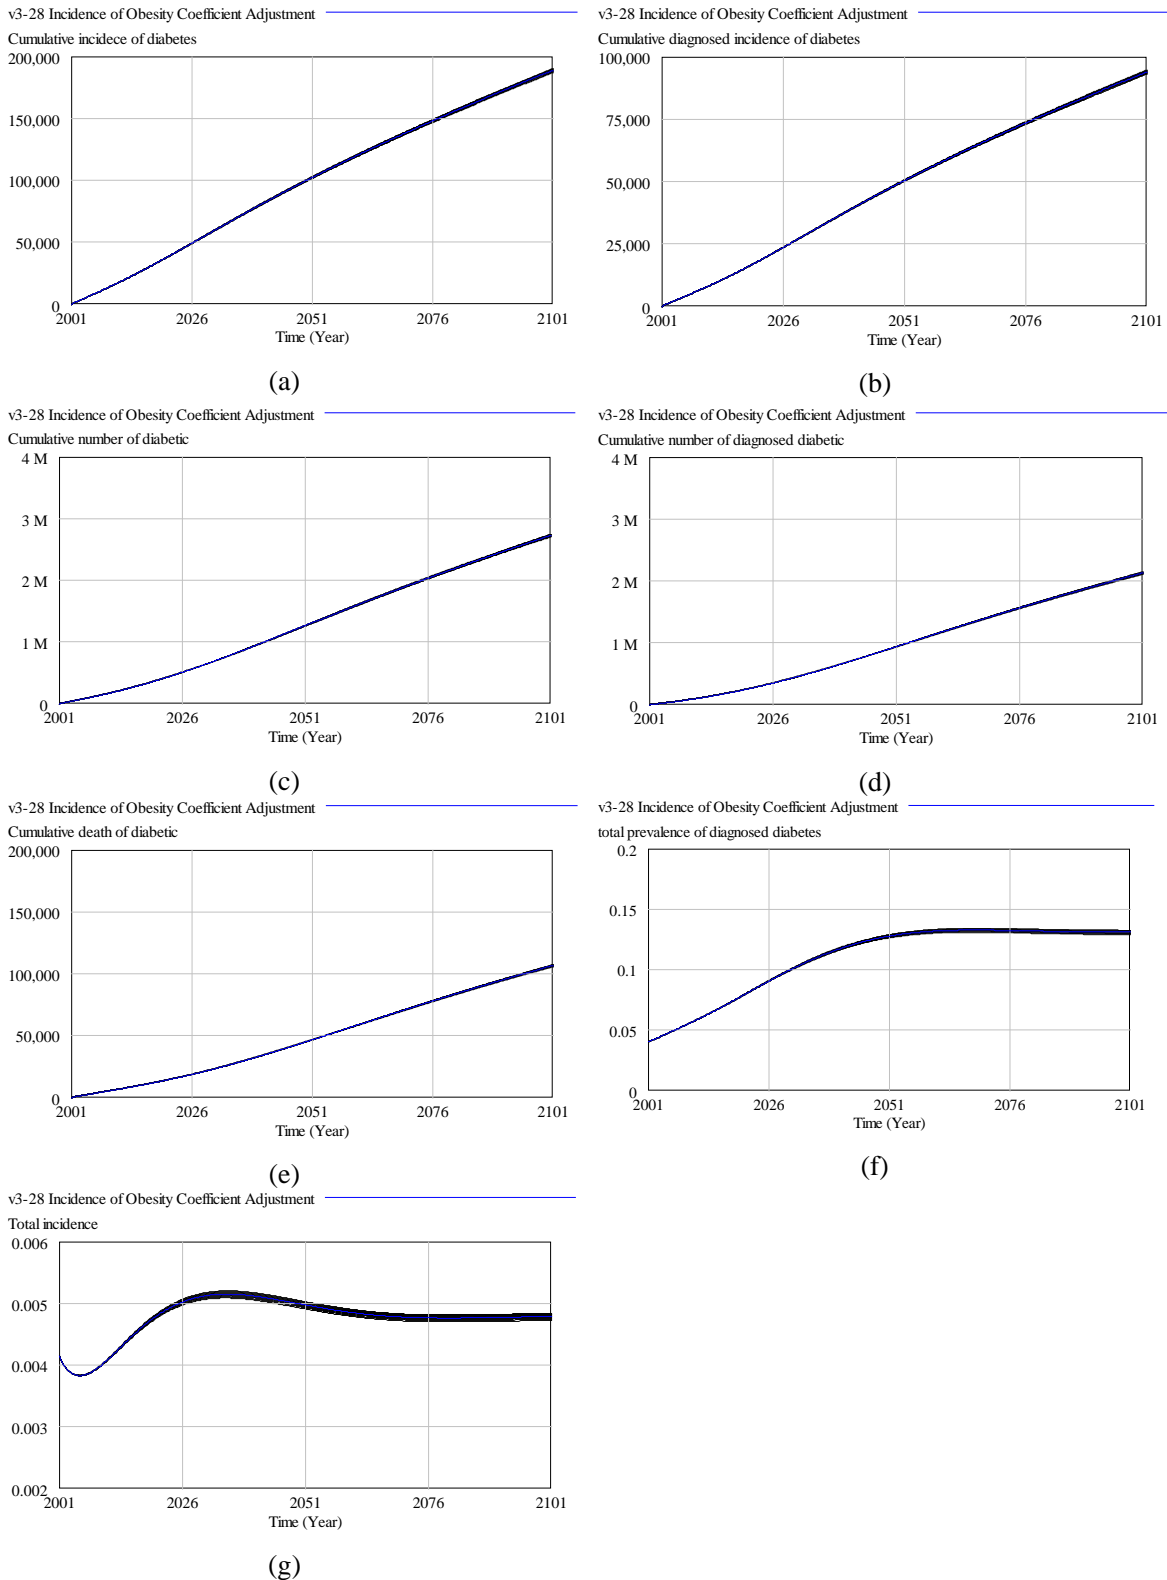 v3-28 Incidence of Obesity Coefficient Adjustment
Cumulative incidece of diabetes
200,000
150,000
100,000
50,000
0
2001 2026 2051 2076 2101
Time (Year)
(a)
v3-28 Incidence of Obesity Coefficient Adjustment
Cumulative diagnosed incidence of diabetes
100,000
75,000
50,000
25,000
0
2001 2026 2051 2076 2101
Time (Year)
(b)
v3-28 Incidence of Obesity Coefficient Adjustment
Cumulative number of diabetic
4 M
3 M
2 M
1 M
0
2001 2026 2051 2076 2101
Time (Year)
(c)
v3-28 Incidence of Obesity Coefficient Adjustment
Cumulative number of diagnosed diabetic
4 M
3 M
2 M
1 M
0
2001 2026 2051 2076 2101
Time (Year)
(d)
v3-28 Incidence of Obesity Coefficient Adjustment
Cumulative death of diabetic
200,000
150,000
100,000
50,000
0
2001 2026 2051 2076 2101
Time (Year)
(e)
v3-28 Incidence of Obesity Coefficient Adjustment
total prevalence of diagnosed diabetes
0.2
0.15
0.1
0.05
0
2001 2026 2051 2076 2101
Time (Year)
(f)
v3-28 Incidence of Obesity Coefficient Adjustment
Total incidence
0.006
0.005
0.004
0.003
0.002
2001 2026 2051 2076 2101
Time (Year)
(g)